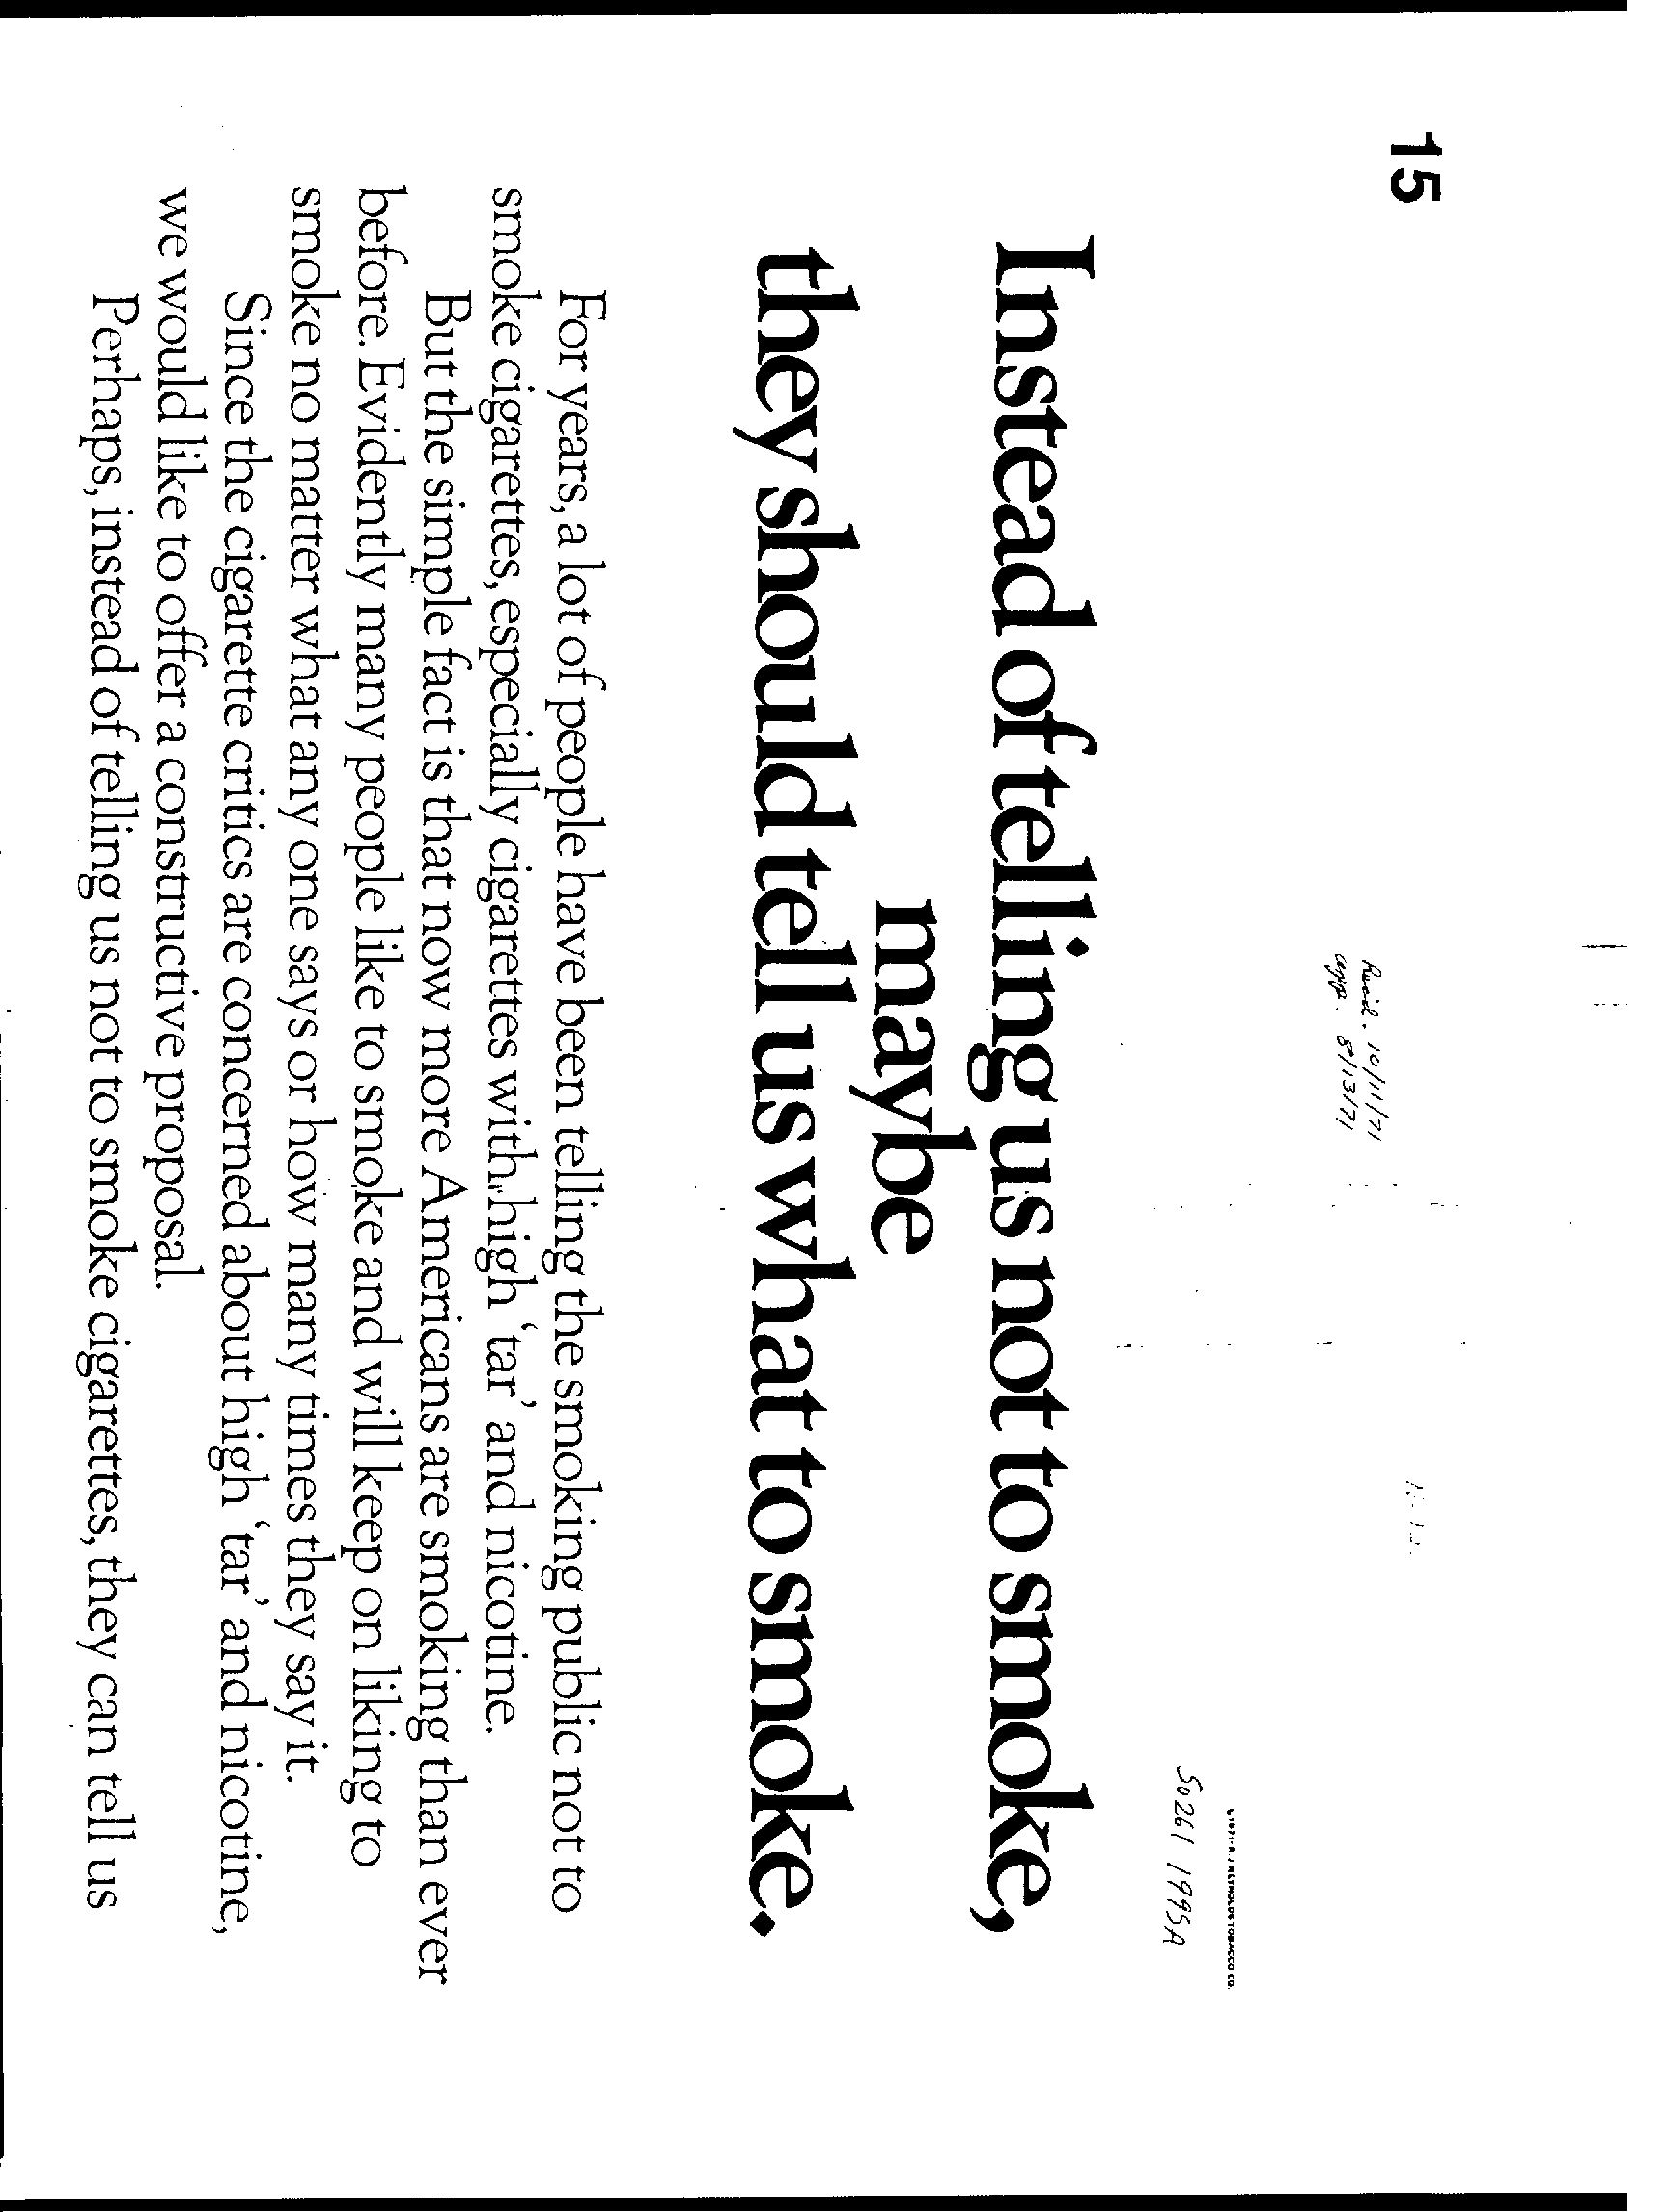 15
10/11/71
8/13/71
© 1971-R.J. REYNOLDS TOBACCO CO.
50261 1995A
Instead of telling us not to smoke,
maybe
they should tell us what to smoke.
For years, a lot of people have been telling the smoking public not to
smoke cigarettes, especially cigarettes with high ‘tar’ and nicotine.
But the simple fact is that now more Americans are smoking than ever
before. Evidently many people like to smoke and will keep on liking to
smoke no matter what any one says or how many times they say it.
Since the cigarette critics are concerned about high ‘tar’ and nicotine,
we would like to offer a constructive proposal.
Perhaps, instead of telling us not to smoke cigarettes, they can tell us